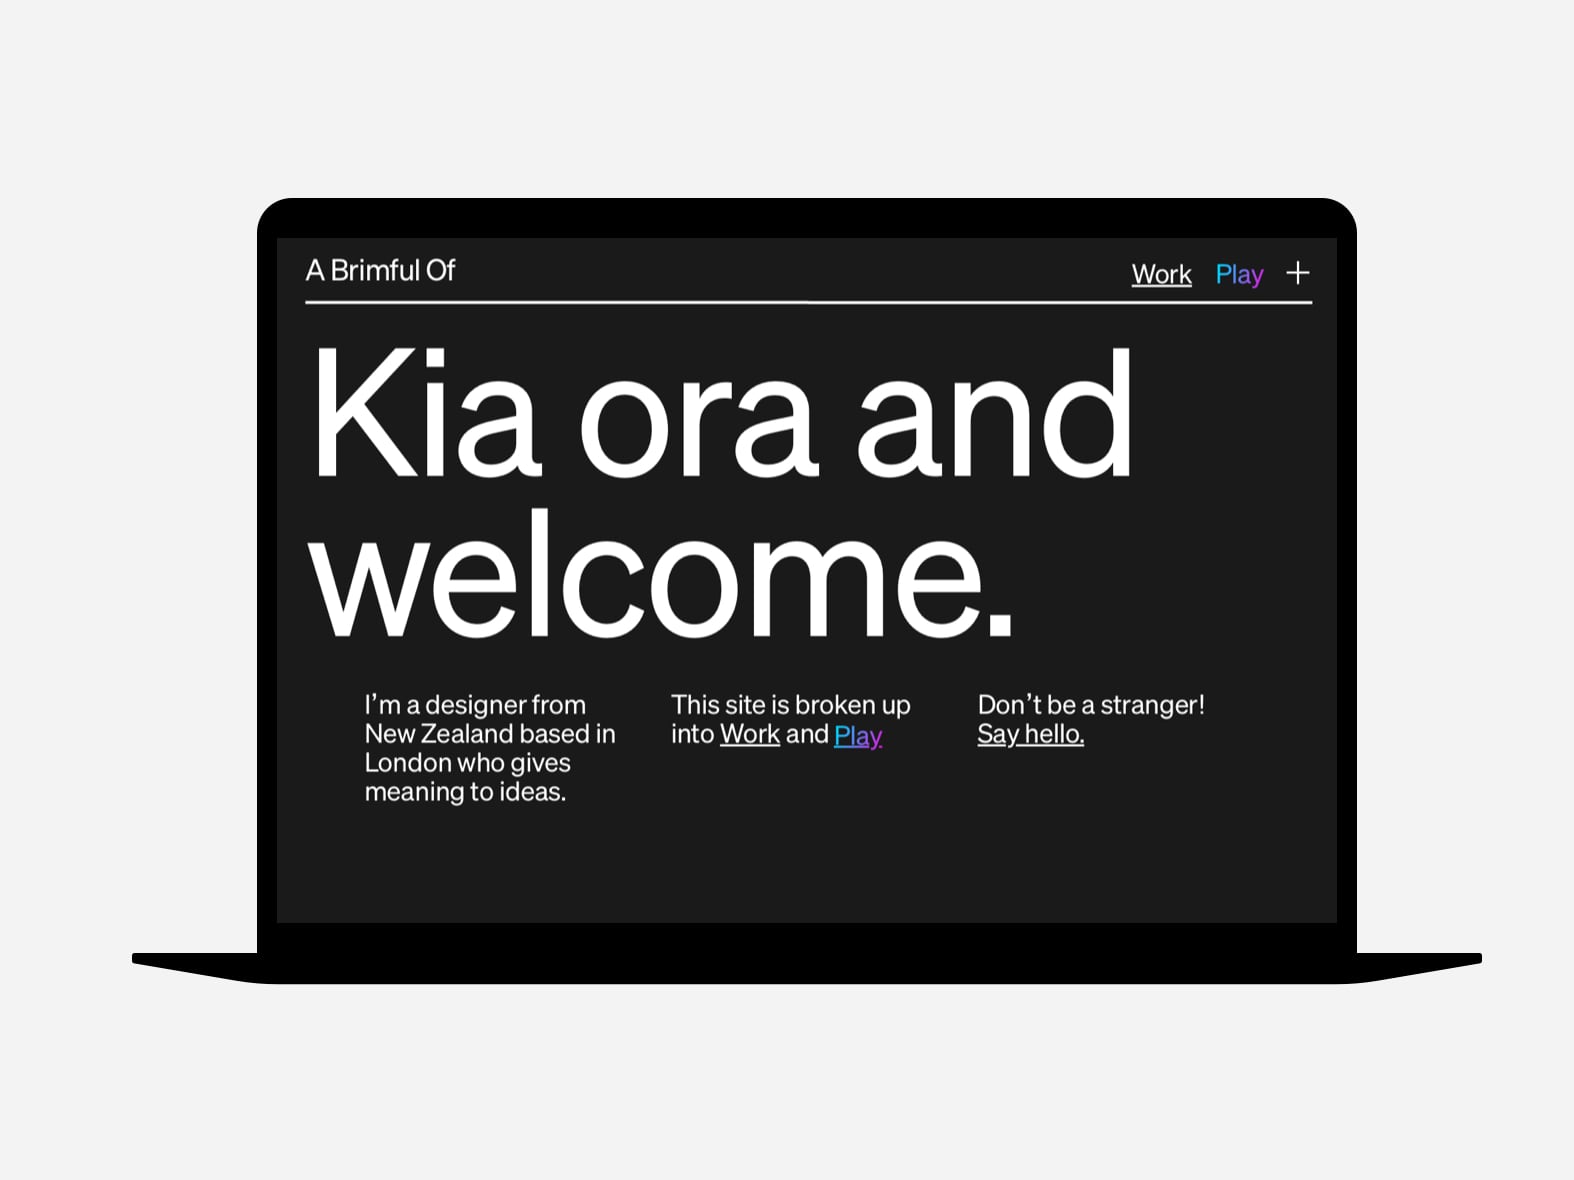 A Brimful Of
Work Play +
Kia ora and
welcome.
I’m a designer from
New Zealand based in
London who gives
meaning to ideas.
This site is broken up
into Work and Play
Don’t be a stranger!
Say hello.